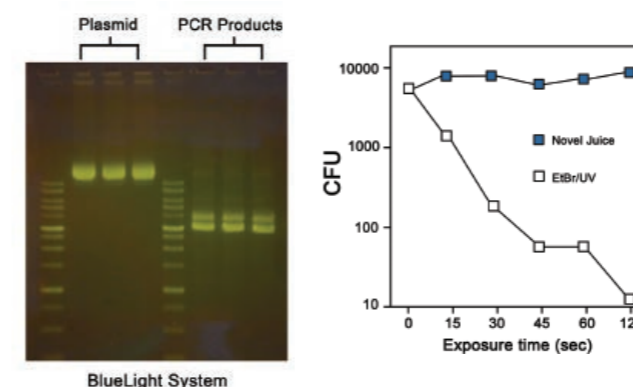 Plasmid
PCR Products
BlueLight System
CFU
10000
1000
100
10
Novel Juice
EtBr/UV
0
15
30
45
60
12
Exposure time (sec)